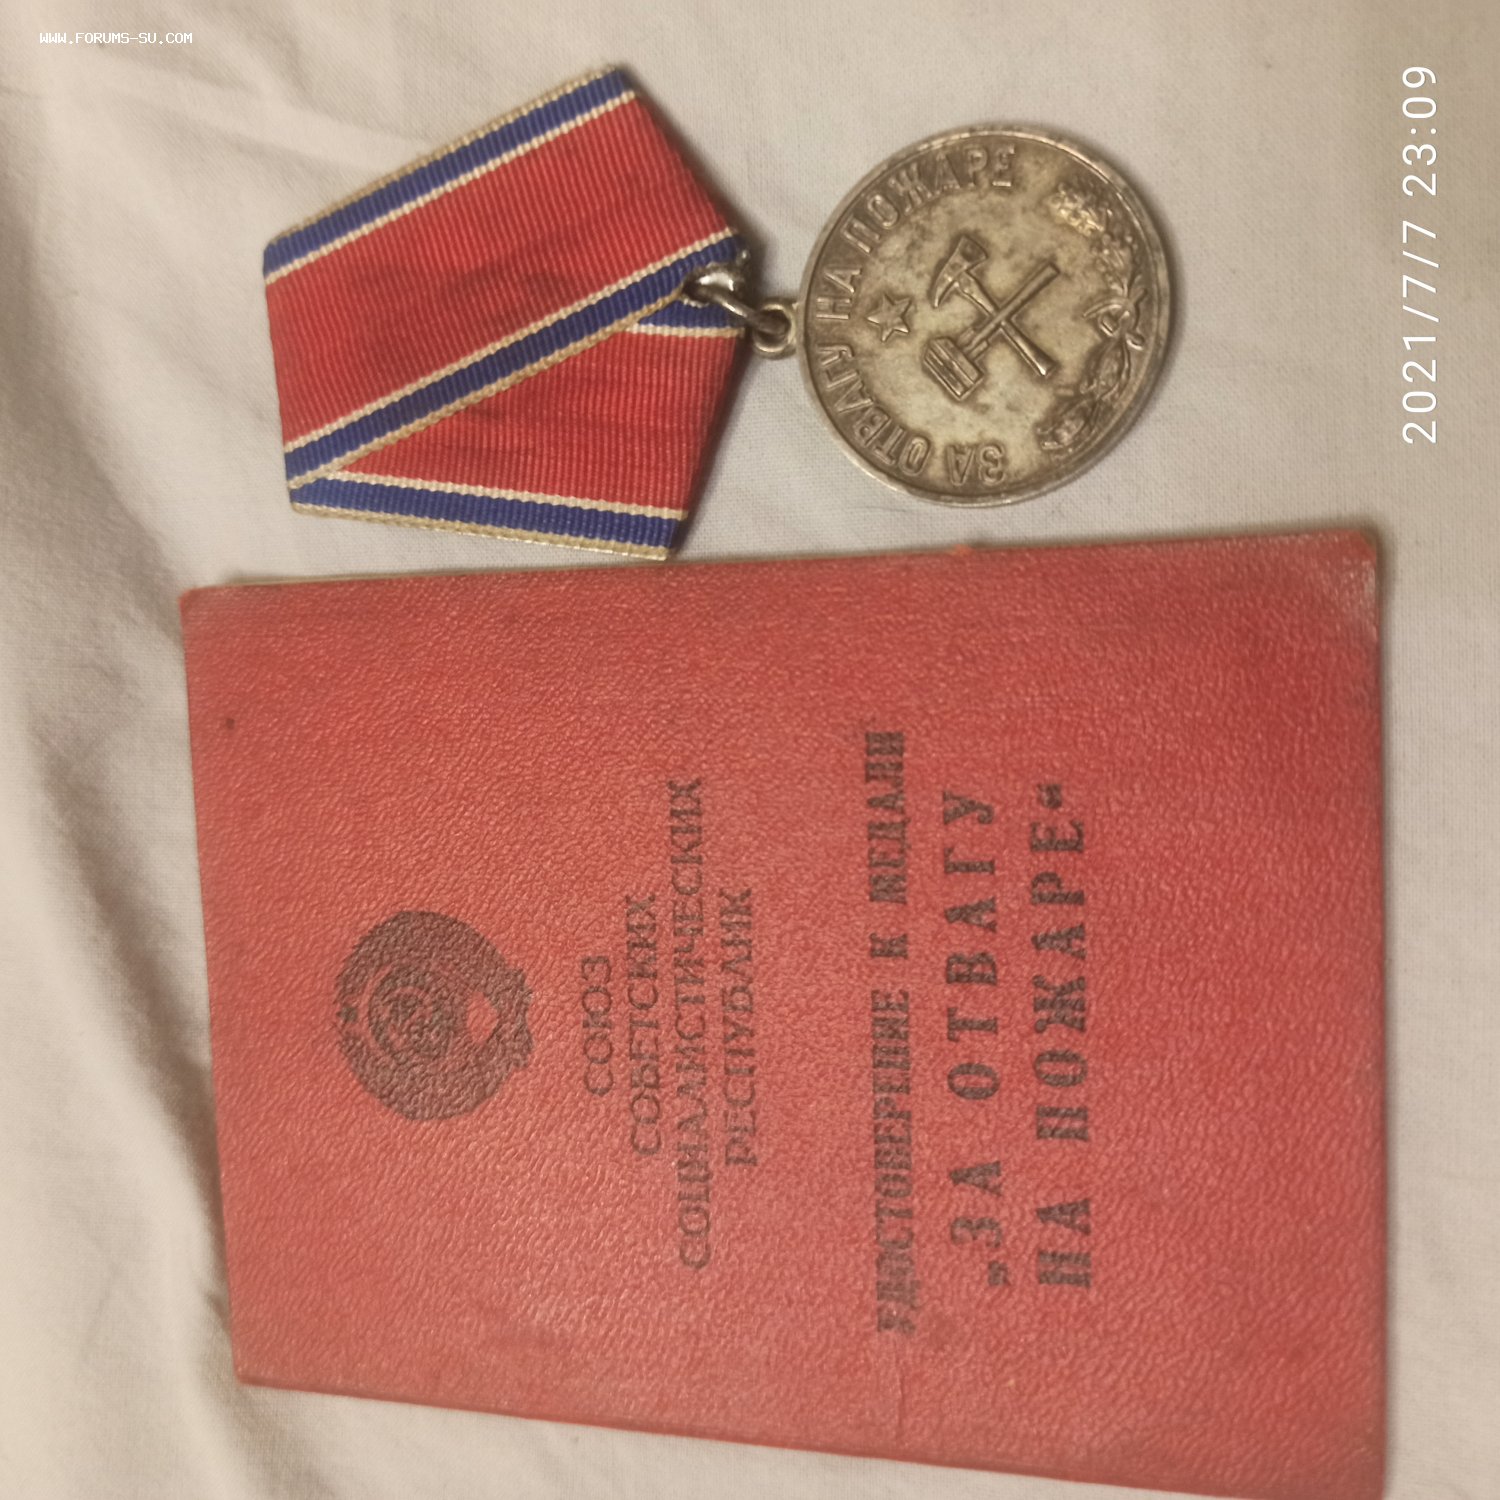 WWW.FORUMS-SU.COM
2021/7/7 23:09
ЗА ОТВАГУ НА ПОЖАРЕ
СОЮЗ
СОВЕТСКИХ
СОЦИАЛИСТИЧЕСКИХ
РЕСПУБЛИК
УДОСТОВЕРЕНИЕ К МЕДАЛИ
„ЗА ОТВАГУ
НА ПОЖАРЕ“